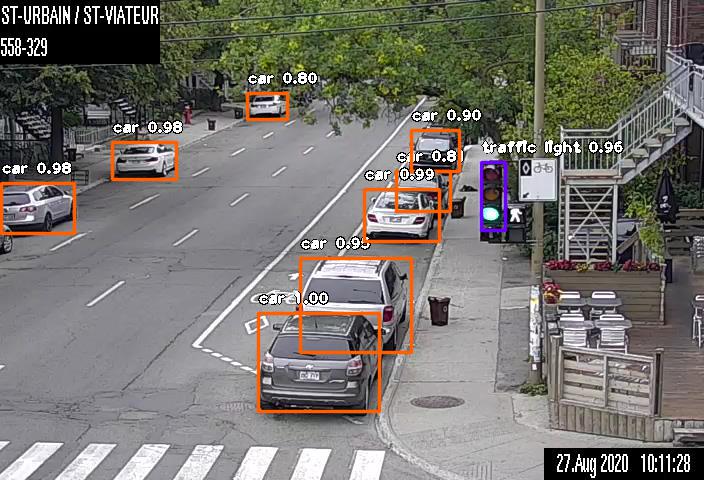 ST-URBAIN / ST-VIATEUR
558-329
car 0.80
car 0.98
car 0.90
traffic light 0.96
car 0.8
car 0.98
car 0.99
car 0.95
car 1.00
27.Aug 2020 10:11:28